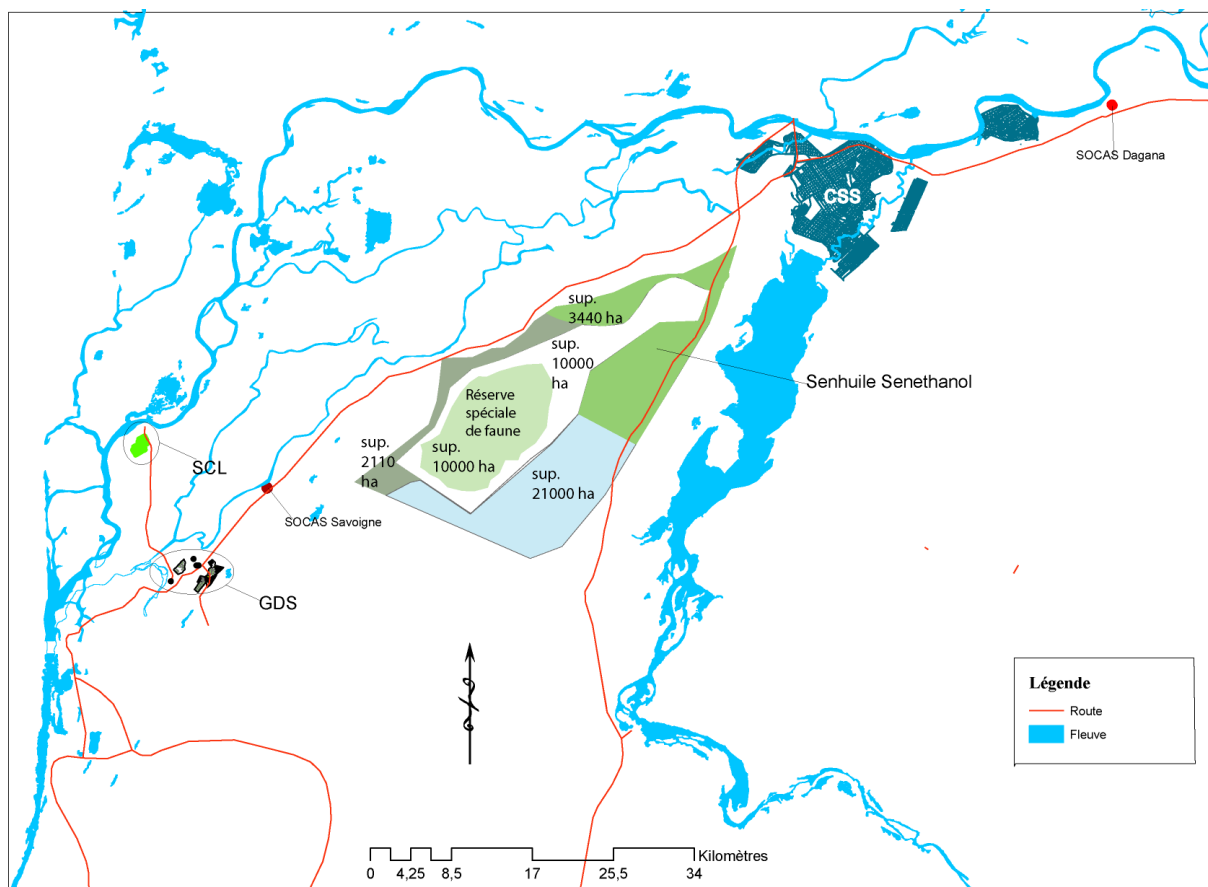 SOCAS Dagana
CSS
sup.
3440 ha
sup.
10000
ha
Senhuile Senethanol
Réserve
spéciale
de faune
sup.
2110
ha
sup.
10000 ha
sup.
21000 ha
SCL
SOCAS Savoigne
GDS
Légende
Route
Fleuve
Kilomètres
0 4,25 8,5 17 25,5 34